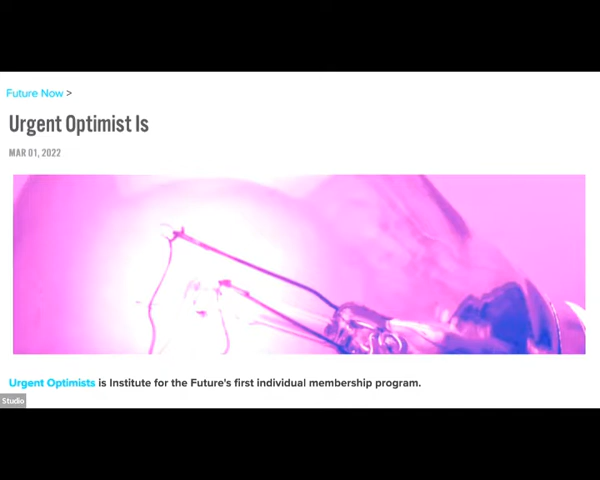 Future Now >
Urgent Optimist Is
MAR 01, 2022
Urgent Optimists is Institute for the Future's first individual membership program.
Studio